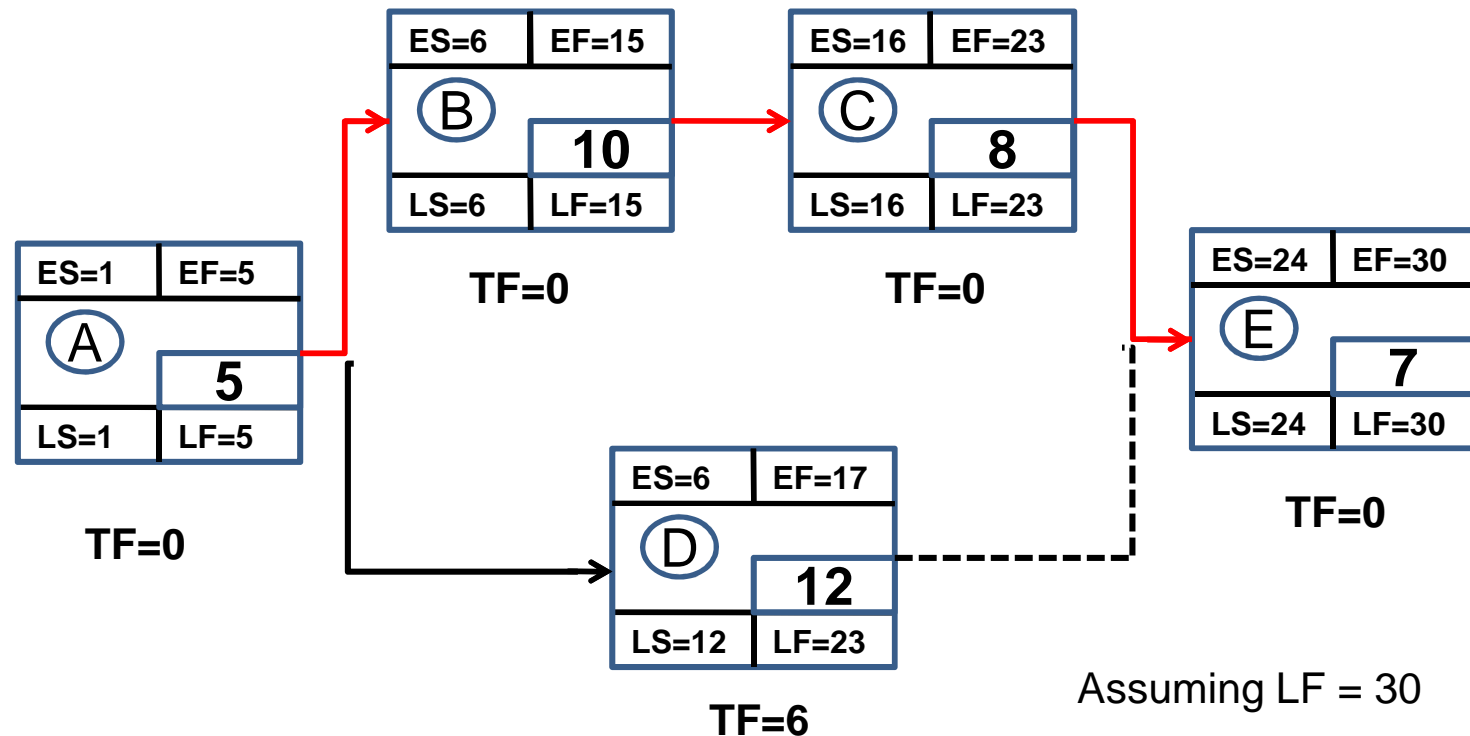 ES=6 EF=15
B
10
LS=6 LF=15
TF=0
ES=16 EF=23
C
8
LS=16 LF=23
TF=0
ES=1 EF=5
A
5
LS=1 LF=5
TF=0
ES=24 EF=30
E
7
LS=24 LF=30
TF=0
ES=6 EF=17
D
12
LS=12 LF=23
TF=6
Assuming LF = 30